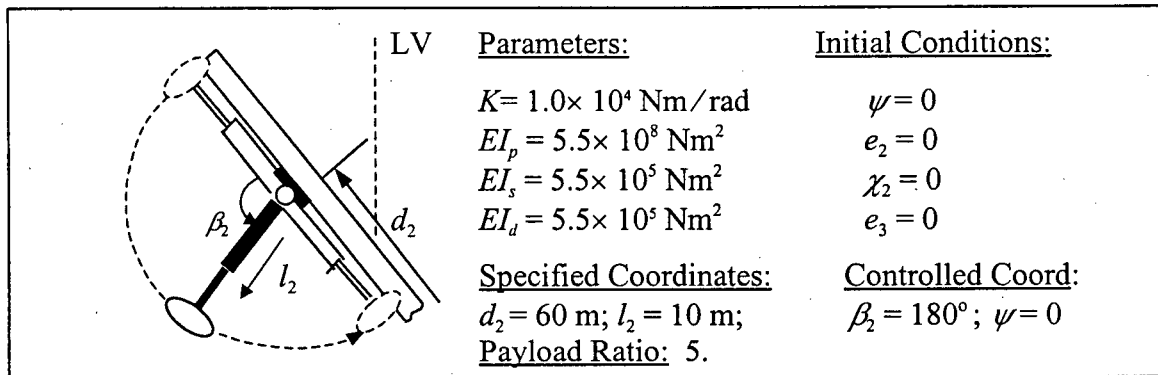 LV
β₂
l₂
d₂
Parameters:
K= 1.0× 10⁴ Nm/rad
EIₚ = 5.5× 10⁸ Nm²
EIₛ = 5.5× 10⁵ Nm²
EI_d = 5.5× 10⁵ Nm²
Initial Conditions:
ψ= 0
e₂ = 0
χ₂ = 0
e₃ = 0
Specified Coordinates:
d₂ = 60 m; l₂ = 10 m;
Payload Ratio: 5.
Controlled Coord:
β₂ = 180°; ψ= 0